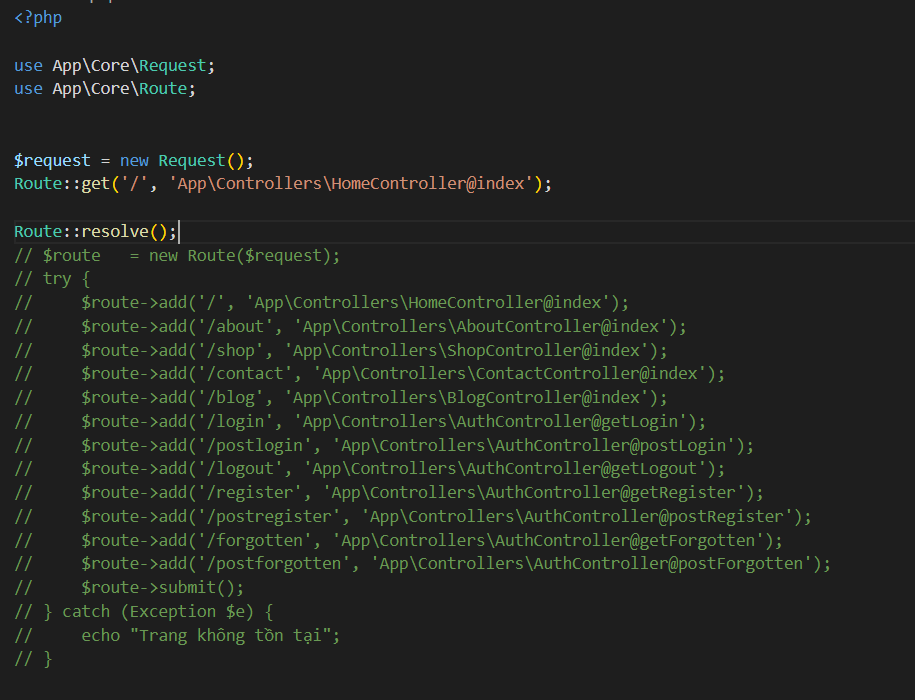 <?php
use App\Core\Request;
use App\Core\Route;
$request = new Request();
Route::get('/', 'App\Controllers\HomeController@index');
Route::resolve();
// $route   = new Route($request);
// try {
//     $route->add('/', 'App\Controllers\HomeController@index');
//     $route->add('/about', 'App\Controllers\AboutController@index');
//     $route->add('/shop', 'App\Controllers\ShopController@index');
//     $route->add('/contact', 'App\Controllers\ContactController@index');
//     $route->add('/blog', 'App\Controllers\BlogController@index');
//     $route->add('/login', 'App\Controllers\AuthController@getLogin');
//     $route->add('/postlogin', 'App\Controllers\AuthController@postLogin');
//     $route->add('/logout', 'App\Controllers\AuthController@getLogout');
//     $route->add('/register', 'App\Controllers\AuthController@getRegister');
//     $route->add('/postregister', 'App\Controllers\AuthController@postRegister');
//     $route->add('/forgotten', 'App\Controllers\AuthController@getForgotten');
//     $route->add('/postforgotten', 'App\Controllers\AuthController@postForgotten');
//     $route->submit();
// } catch (Exception $e) {
//     echo "Trang không tồn tại";
// }